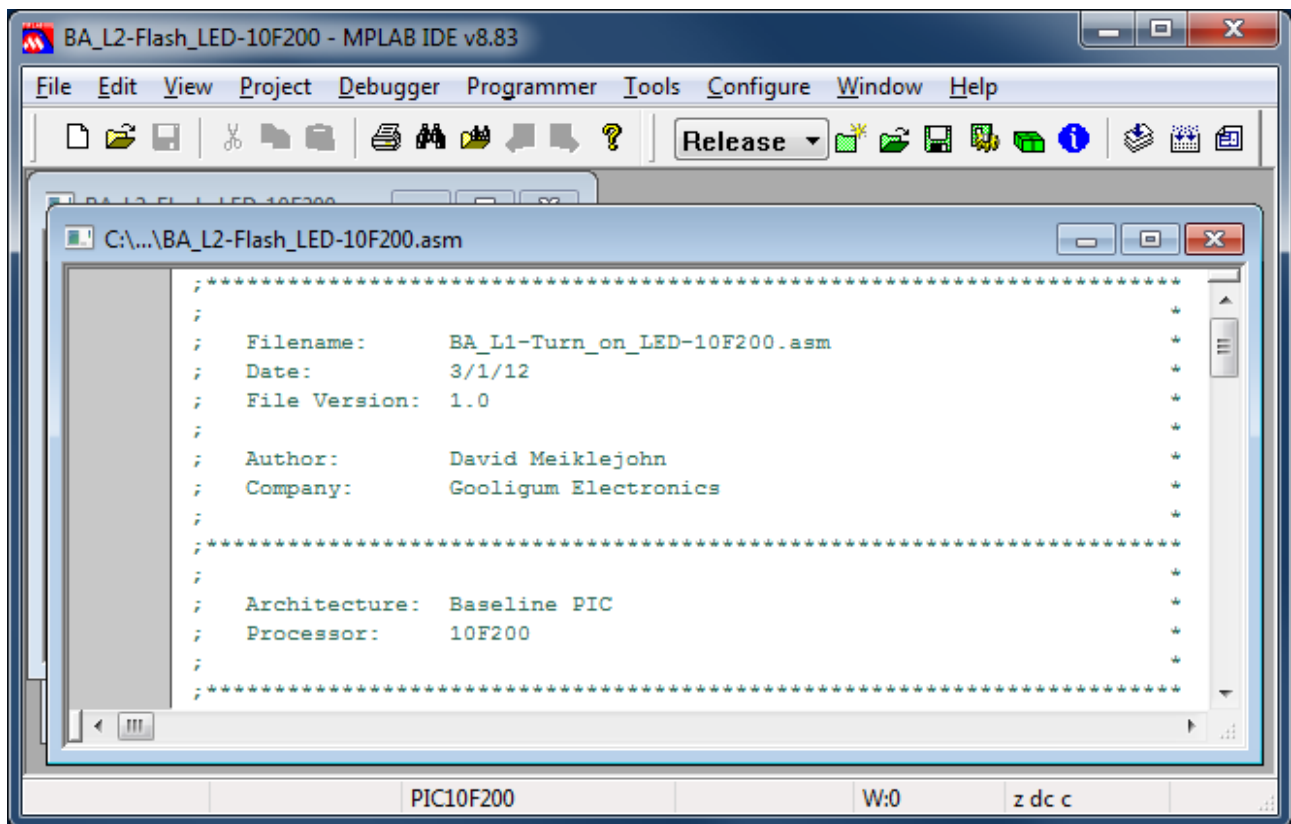 BA_L2-Flash_LED-10F200 - MPLAB IDE v8.83
File Edit View Project Debugger Programmer Tools Configure Window Help
Release
C:\...\BA_L2-Flash_LED-10F200.asm
;************************************************************************
; *
; Filename: BA_L1-Turn_on_LED-10F200.asm *
; Date: 3/1/12 *
; File Version: 1.0 *
; *
; Author: David Meiklejohn *
; Company: Gooligum Electronics *
; *
;************************************************************************
; *
; Architecture: Baseline PIC *
; Processor: 10F200 *
; *
;************************************************************************
PIC10F200 W:0 z dc c